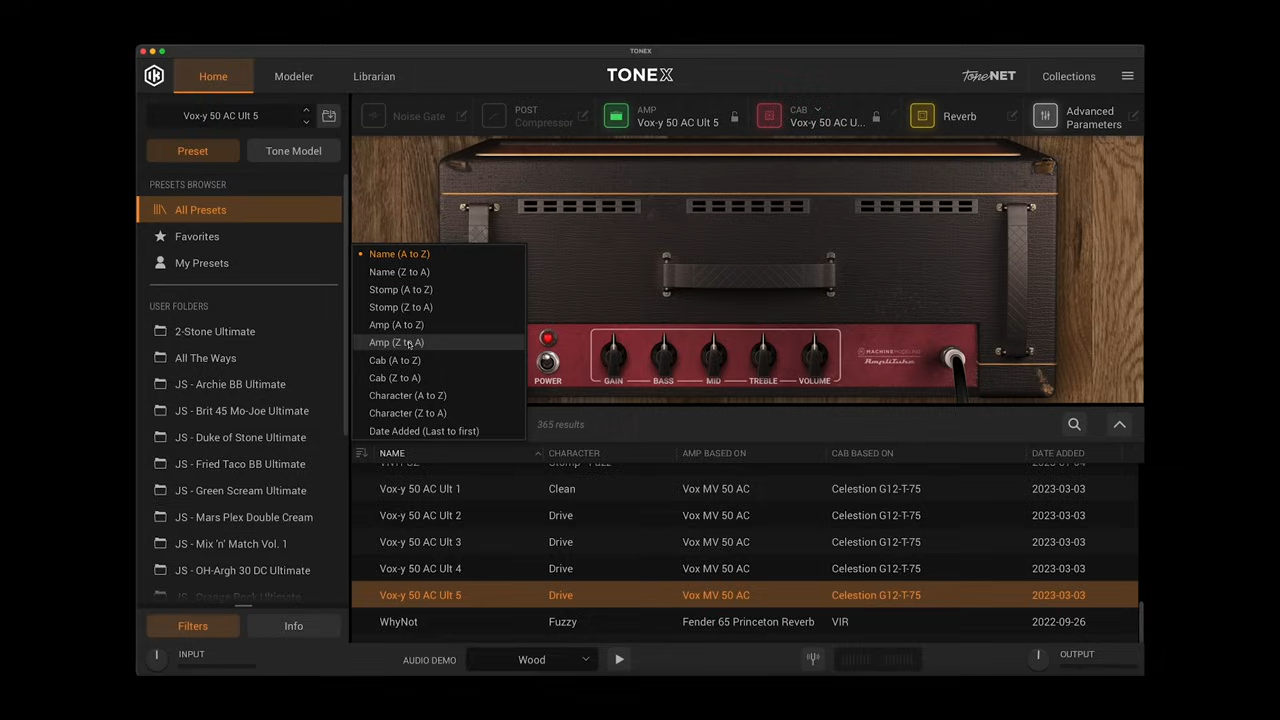 TONEX
Home
Modeler
Librarian
TONEX
ToneNET
Collections
Vox-y 50 AC Ult 5
Noise Gate
POST
Compressor
AMP
Vox-y 50 AC Ult 5
CAB
Vox-y 50 AC U...
Reverb
Advanced
Parameters
Preset
Tone Model
PRESETS BROWSER
All Presets
Favorites
My Presets
USER FOLDERS
2-Stone Ultimate
All The Ways
JS - Archie BB Ultimate
JS - Brit 45 Mo-Joe Ultimate
JS - Duke of Stone Ultimate
JS - Fried Taco BB Ultimate
JS - Green Scream Ultimate
JS - Mars Plex Double Cream
JS - Mix 'n' Match Vol. 1
JS - OH-Argh 30 DC Ultimate
JS - Orange Rock Ultimate
Filters
Info
Name (A to Z)
Name (Z to A)
Stomp (A to Z)
Stomp (Z to A)
Amp (A to Z)
Amp (Z to A)
Cab (A to Z)
Cab (Z to A)
Character (A to Z)
Character (Z to A)
Date Added (Last to first)
POWER
GAIN
BASS
MID
TREBLE
VOLUME
MACHINE MODELING
AmpliTube
365 results
NAME CHARACTER AMP BASED ON CAB BASED ON DATE ADDED
Vox-y 50 AC Ult 1 Clean Vox MV 50 AC Celestion G12-T-75 2023-03-03
Vox-y 50 AC Ult 2 Drive Vox MV 50 AC Celestion G12-T-75 2023-03-03
Vox-y 50 AC Ult 3 Drive Vox MV 50 AC Celestion G12-T-75 2023-03-03
Vox-y 50 AC Ult 4 Drive Vox MV 50 AC Celestion G12-T-75 2023-03-03
Vox-y 50 AC Ult 5 Drive Vox MV 50 AC Celestion G12-T-75 2023-03-03
WhyNot Fuzzy Fender 65 Princeton Reverb VIR 2022-09-26
INPUT
AUDIO DEMO
Wood
OUTPUT